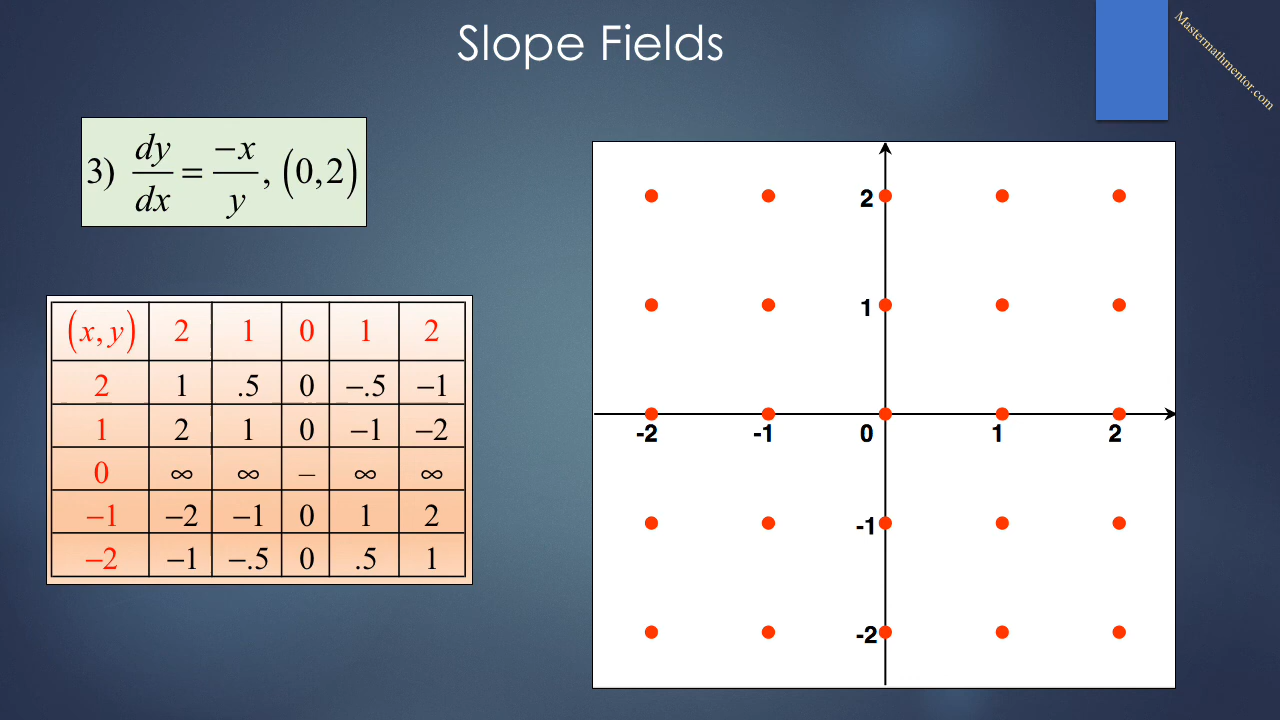 Slope Fields
Mastermathmentor.com
3) dy/dx = −x/y, (0,2)
(x,y) 2 1 0 1 2
2 1 .5 0 −.5 −1
1 2 1 0 −1 −2
0 ∞ ∞ – ∞ ∞
−1 −2 −1 0 1 2
−2 −1 −.5 0 .5 1
2
1
-2 -1 0 1 2
-1
-2